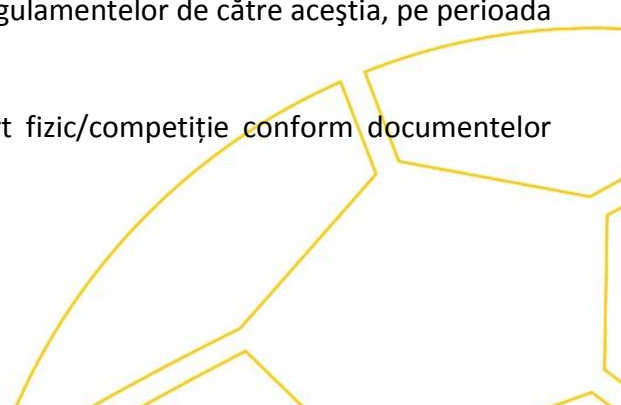 gulamentelor de către aceştia, pe perioada
t fizic/competiție conform documentelor